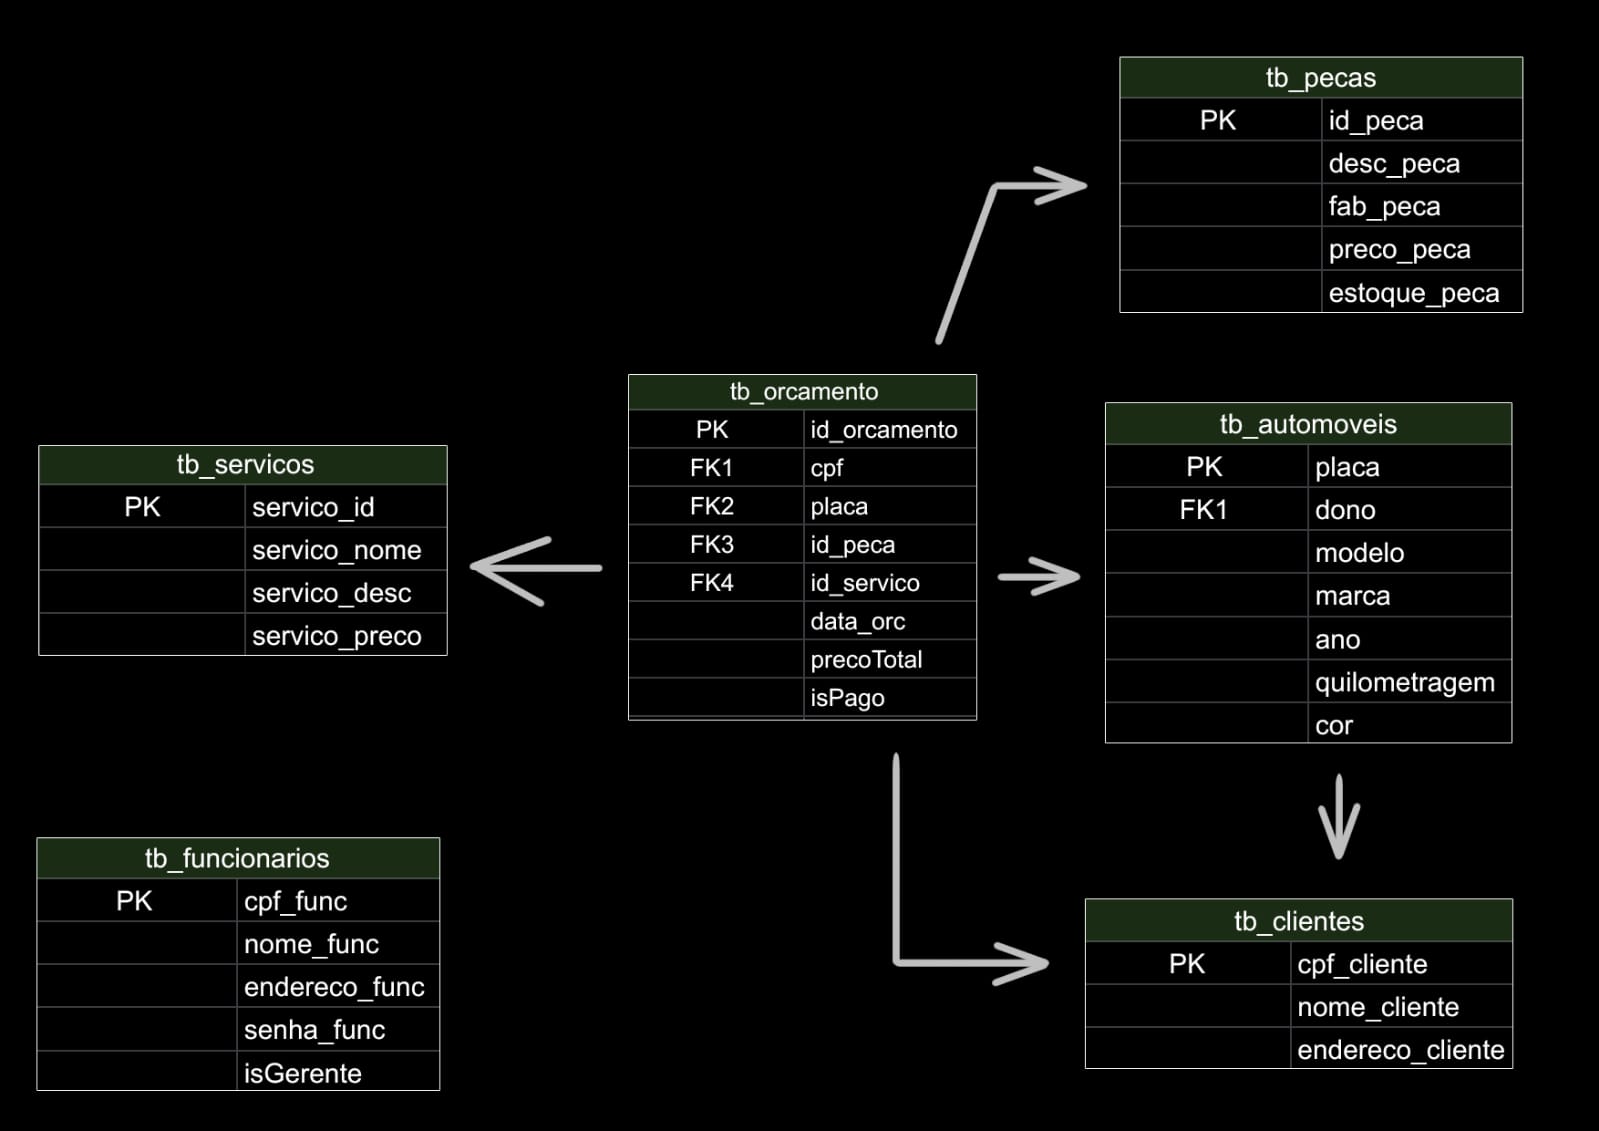 tb_pecas
PK id_peca
desc_peca
fab_peca
preco_peca
estoque_peca
tb_orcamento
PK id_orcamento
FK1 cpf
FK2 placa
FK3 id_peca
FK4 id_servico
data_orc
precoTotal
isPago
tb_automoveis
PK placa
FK1 dono
modelo
marca
ano
quilometragem
cor
tb_servicos
PK servico_id
servico_nome
servico_desc
servico_preco
tb_funcionarios
PK cpf_func
nome_func
endereco_func
senha_func
isGerente
tb_clientes
PK cpf_cliente
nome_cliente
endereco_cliente